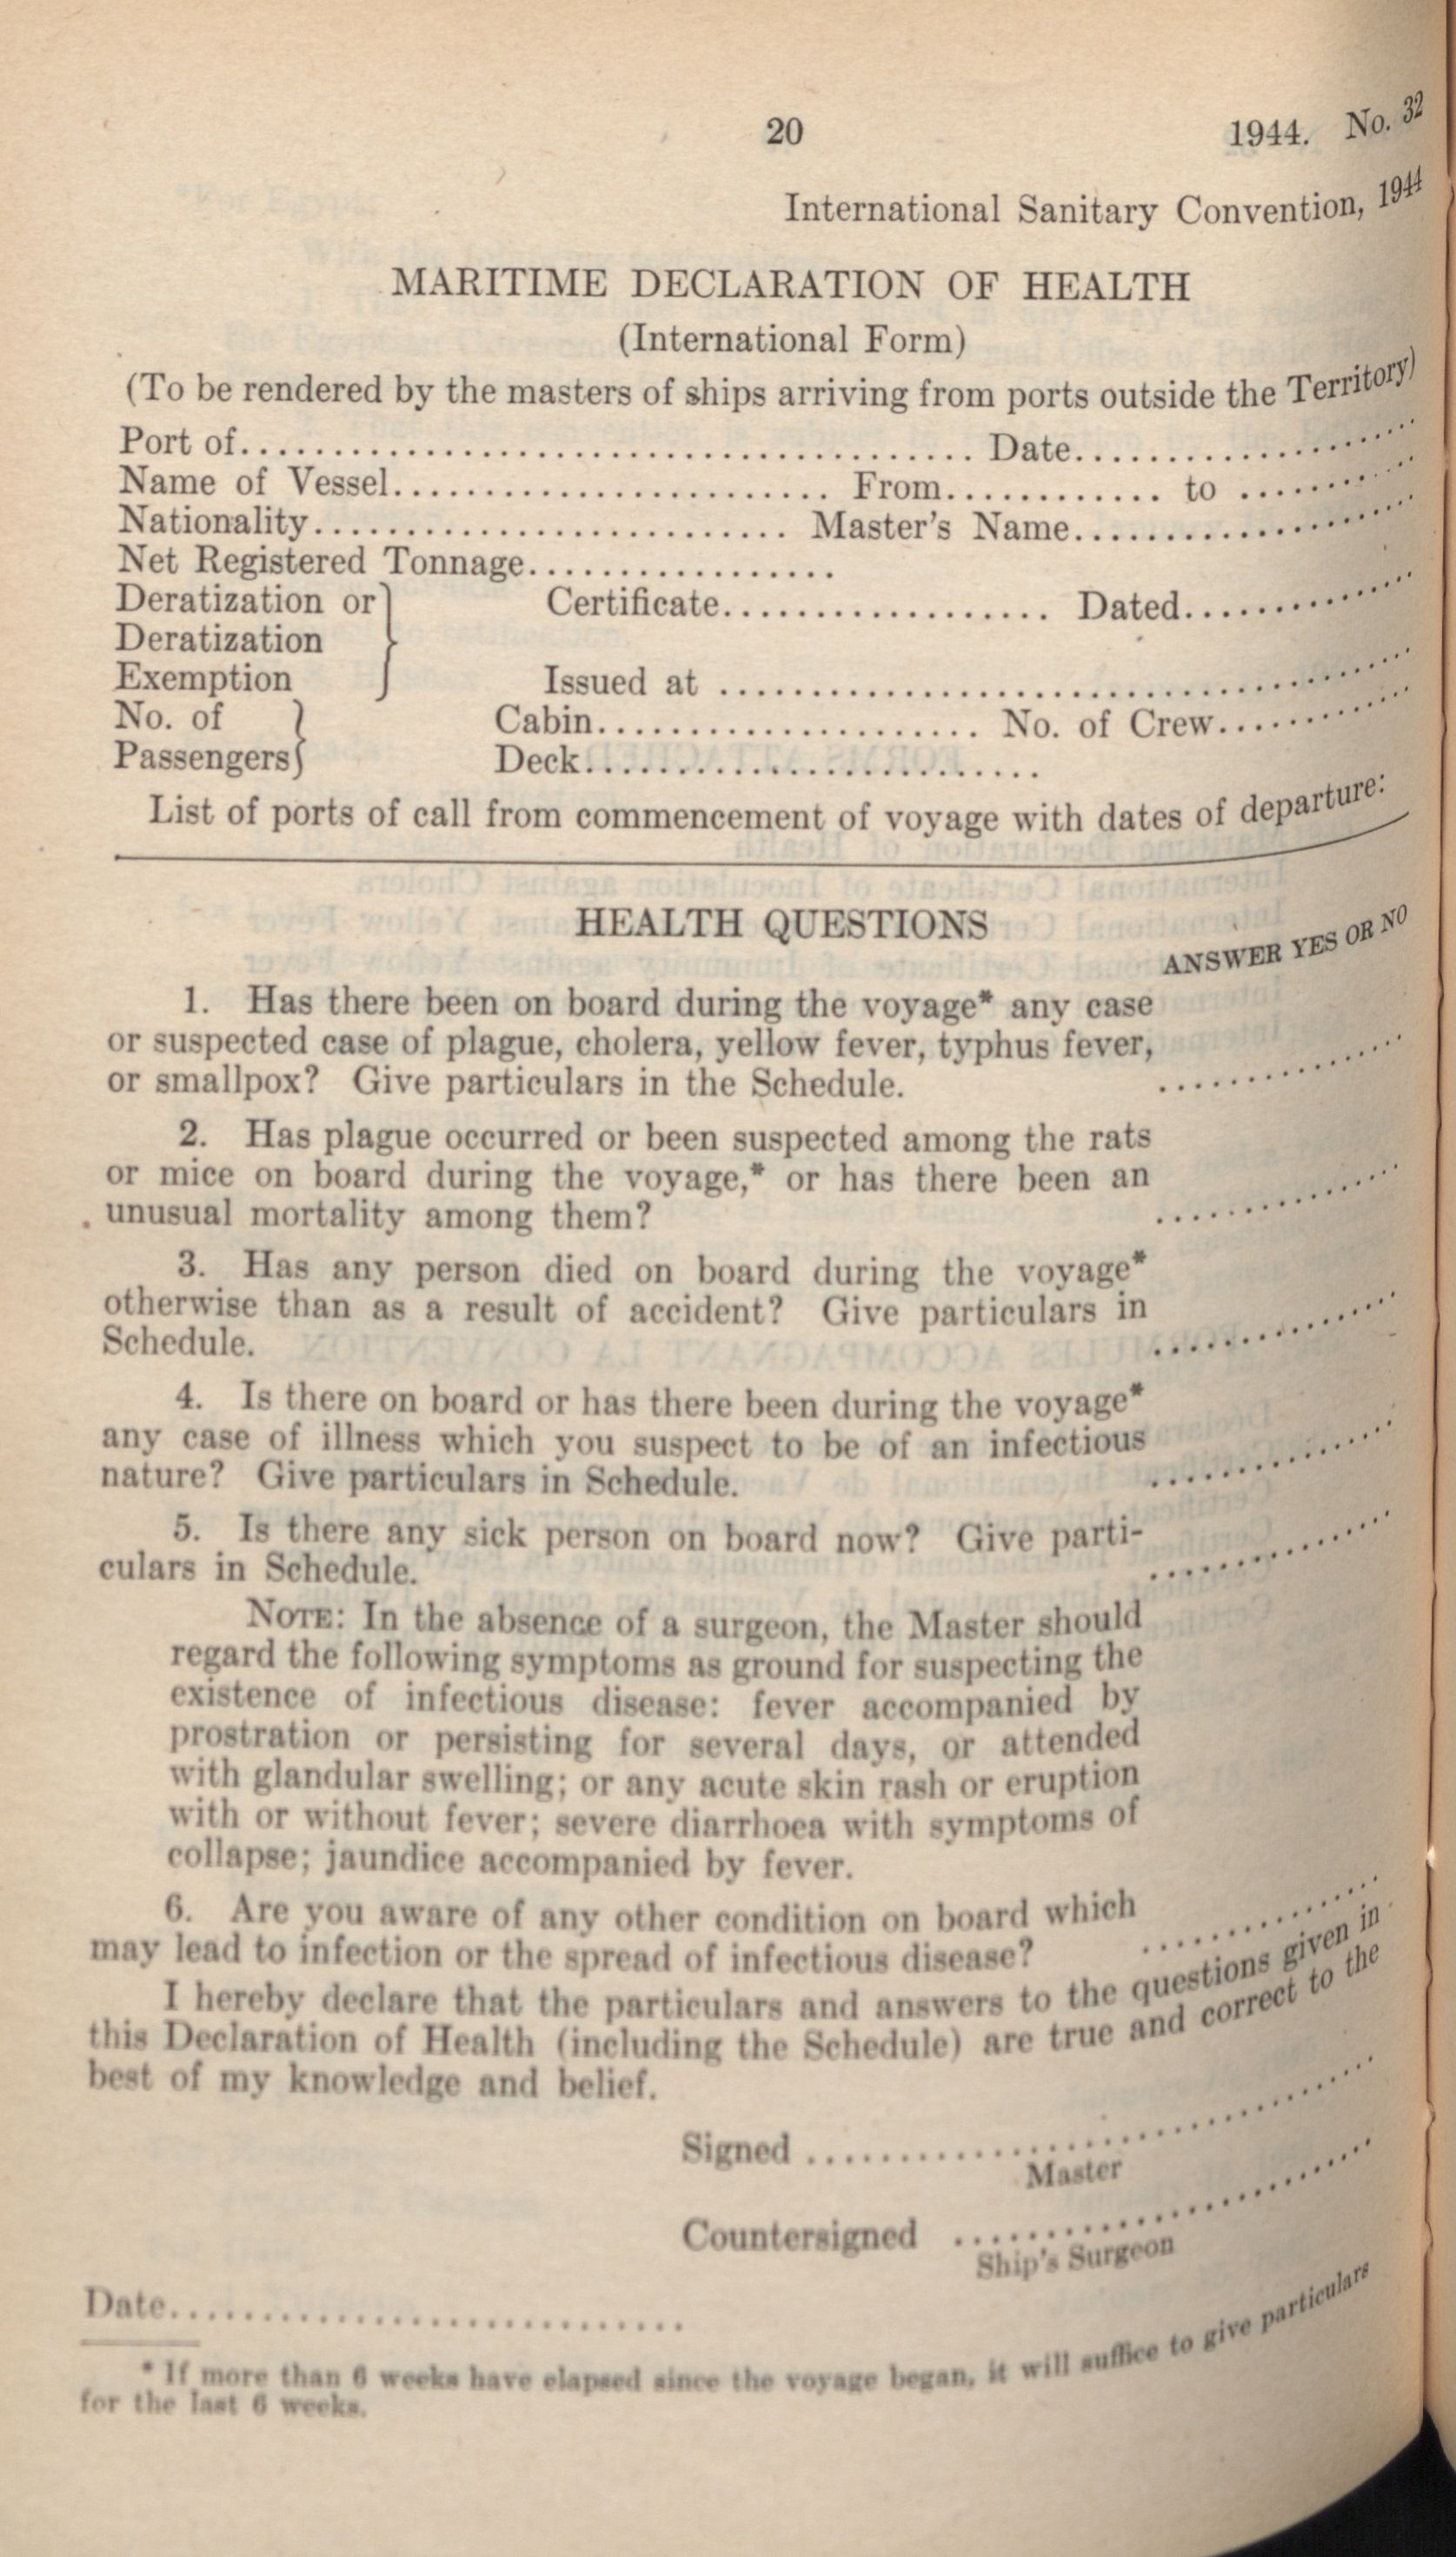 20
1944. No. 32
International Sanitary Convention, 1944
MARITIME DECLARATION OF HEALTH
(International Form)
(To be rendered by the masters of ships arriving from ports outside the Territory)
Port of........................................ Date...................
Name of Vessel........................ From............ to ..........
Nationality.......................... Master's Name...................
Net Registered Tonnage.................
Deratization or} Certificate.................. Dated.............
Deratization
Exemption Issued at ......................................
No. of } Cabin..................... No. of Crew...........
Passengers} Deck.........................
List of ports of call from commencement of voyage with dates of departure:
HEALTH QUESTIONS
ANSWER YES OR NO
1. Has there been on board during the voyage* any case
or suspected case of plague, cholera, yellow fever, typhus fever,
or smallpox? Give particulars in the Schedule. ..............
2. Has plague occurred or been suspected among the rats
or mice on board during the voyage,* or has there been an
unusual mortality among them? ..............
3. Has any person died on board during the voyage*
otherwise than as a result of accident? Give particulars in
Schedule. ..............
4. Is there on board or has there been during the voyage*
any case of illness which you suspect to be of an infectious
nature? Give particulars in Schedule. ..............
5. Is there any sick person on board now? Give parti-
culars in Schedule. ..............
NOTE: In the absence of a surgeon, the Master should
regard the following symptoms as ground for suspecting the
existence of infectious disease: fever accompanied by
prostration or persisting for several days, or attended
with glandular swelling; or any acute skin rash or eruption
with or without fever; severe diarrhoea with symptoms of
collapse; jaundice accompanied by fever.
6. Are you aware of any other condition on board which
may lead to infection or the spread of infectious disease? ..............
I hereby declare that the particulars and answers to the questions given in
this Declaration of Health (including the Schedule) are true and correct to the
best of my knowledge and belief.
Signed ................................
Master
Countersigned ........................
Ship's Surgeon
Date.............................
* If more than 6 weeks have elapsed since the voyage began, it will suffice to give particulars
for the last 6 weeks.